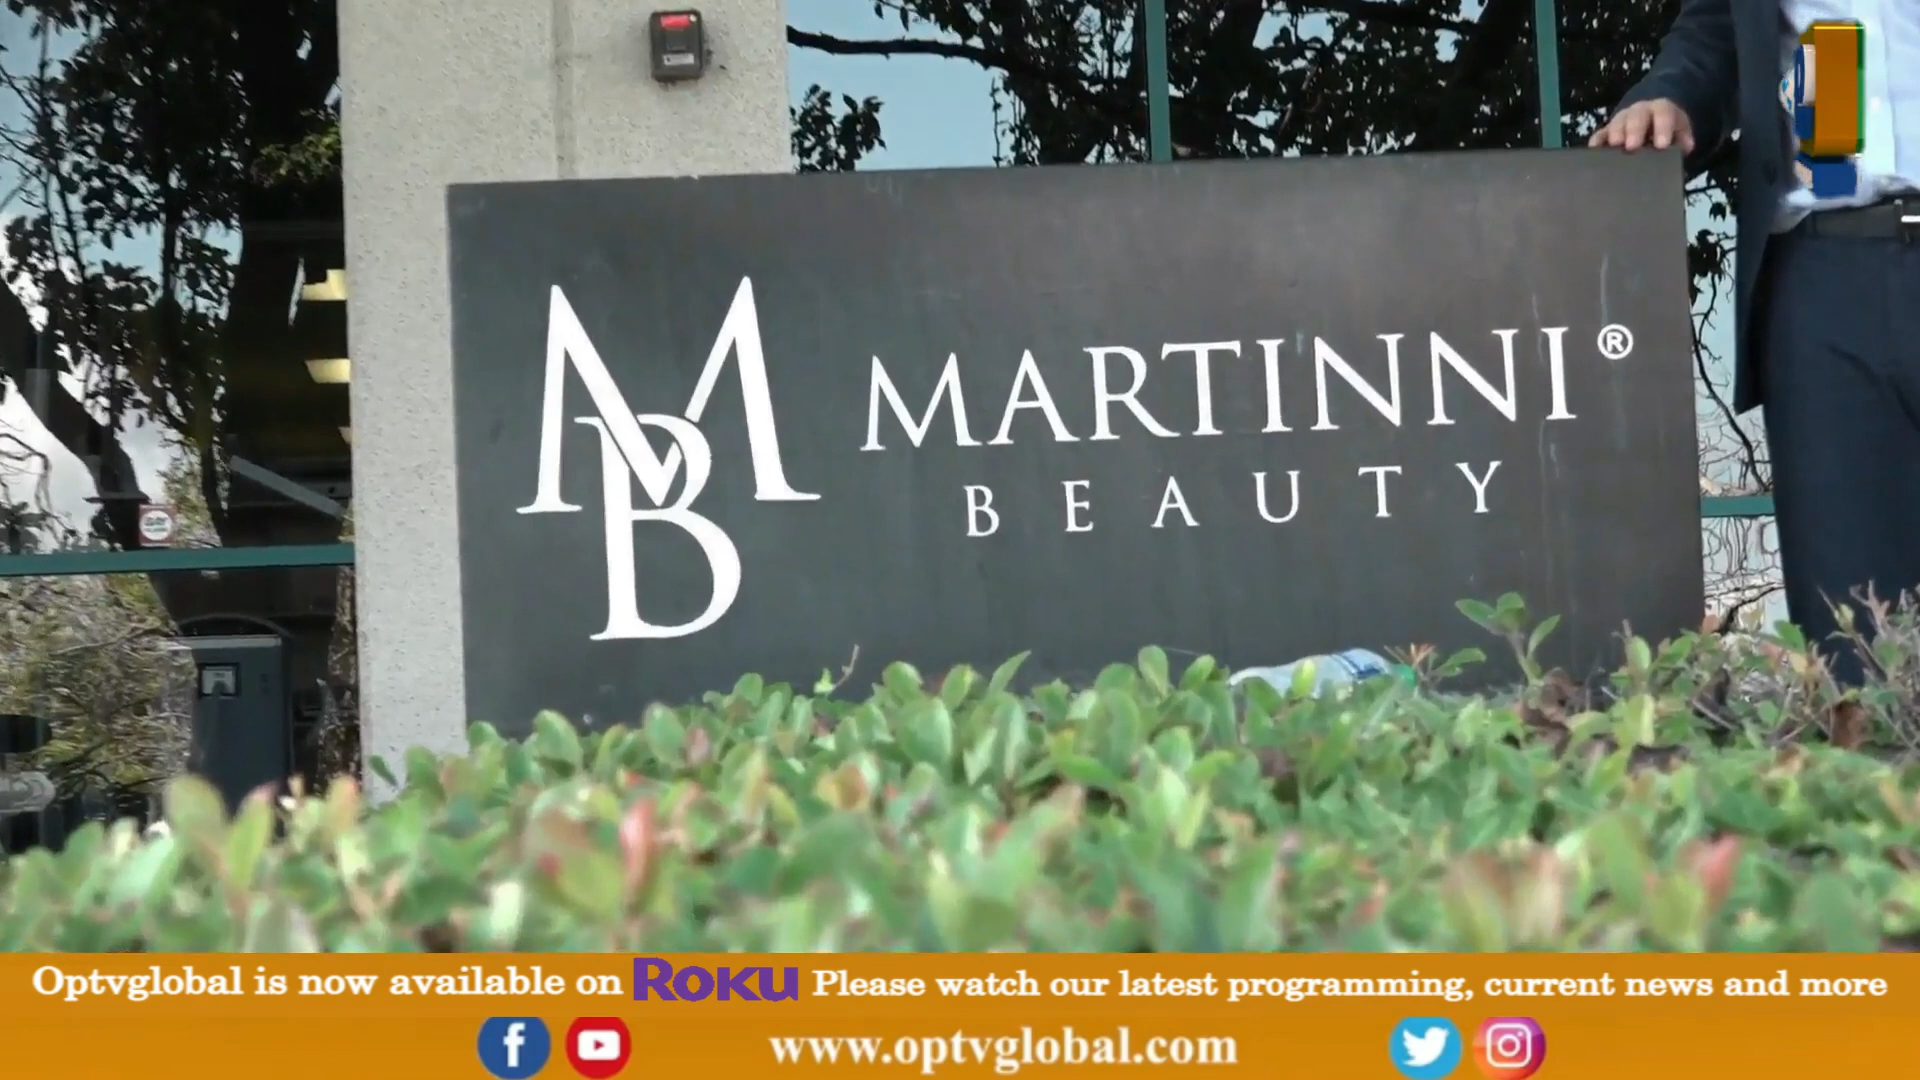 MB
MARTINNI®
BEAUTY
Optvglobal is now available on ROKU Please watch our latest programming, current news and more
www.optvglobal.com